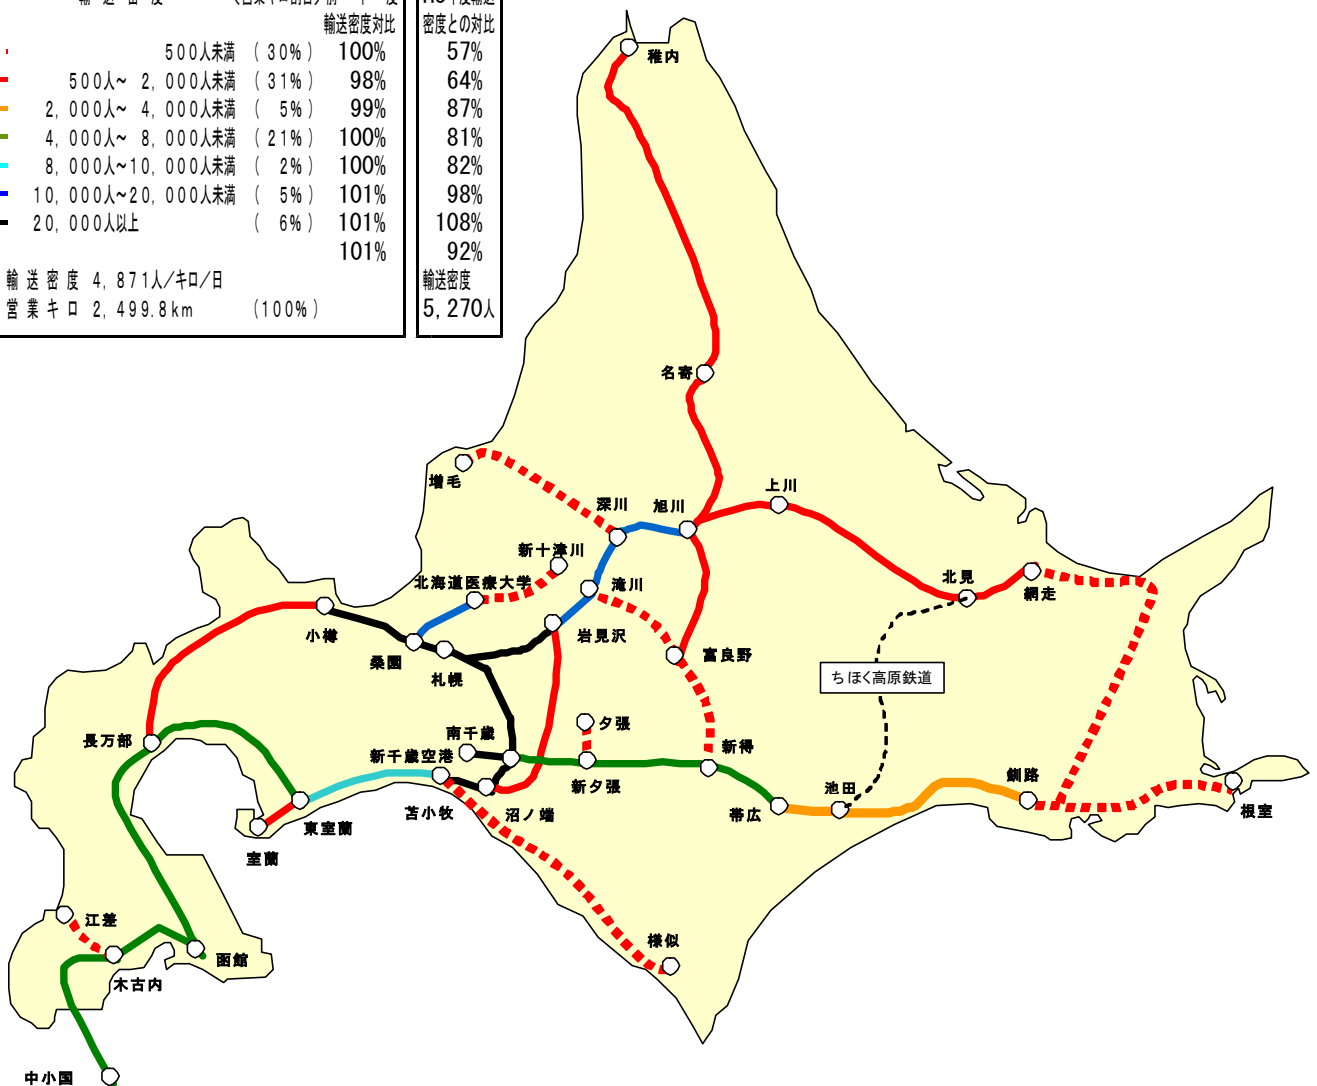 輸送密度対比 密度との対比
500人未満 (30%) 100% 57%
500人～ 2,000人未満 (31%) 98% 64%
2,000人～ 4,000人未満 ( 5%) 99% 87%
4,000人～ 8,000人未満 (21%) 100% 81%
8,000人～10,000人未満 ( 2%) 100% 82%
10,000人～20,000人未満 ( 5%) 101% 98%
20,000人以上 ( 6%) 101% 108%
101% 92%
輸送密度 4,871人/キロ/日 輸送密度
営業キロ 2,499.8km (100%) 5,270人
稚内
名寄
増毛
上川
深川
旭川
新十津川
北海道医療大学
滝川
北見
網走
小樽
岩見沢
桑園
札幌
富良野
ちほく高原鉄道
夕張
南千歳
長万部
新千歳空港
新得
新夕張
池田
釧路
苫小牧
沼ノ端
帯広
根室
東室蘭
室蘭
江差
様似
函館
木古内
中小国